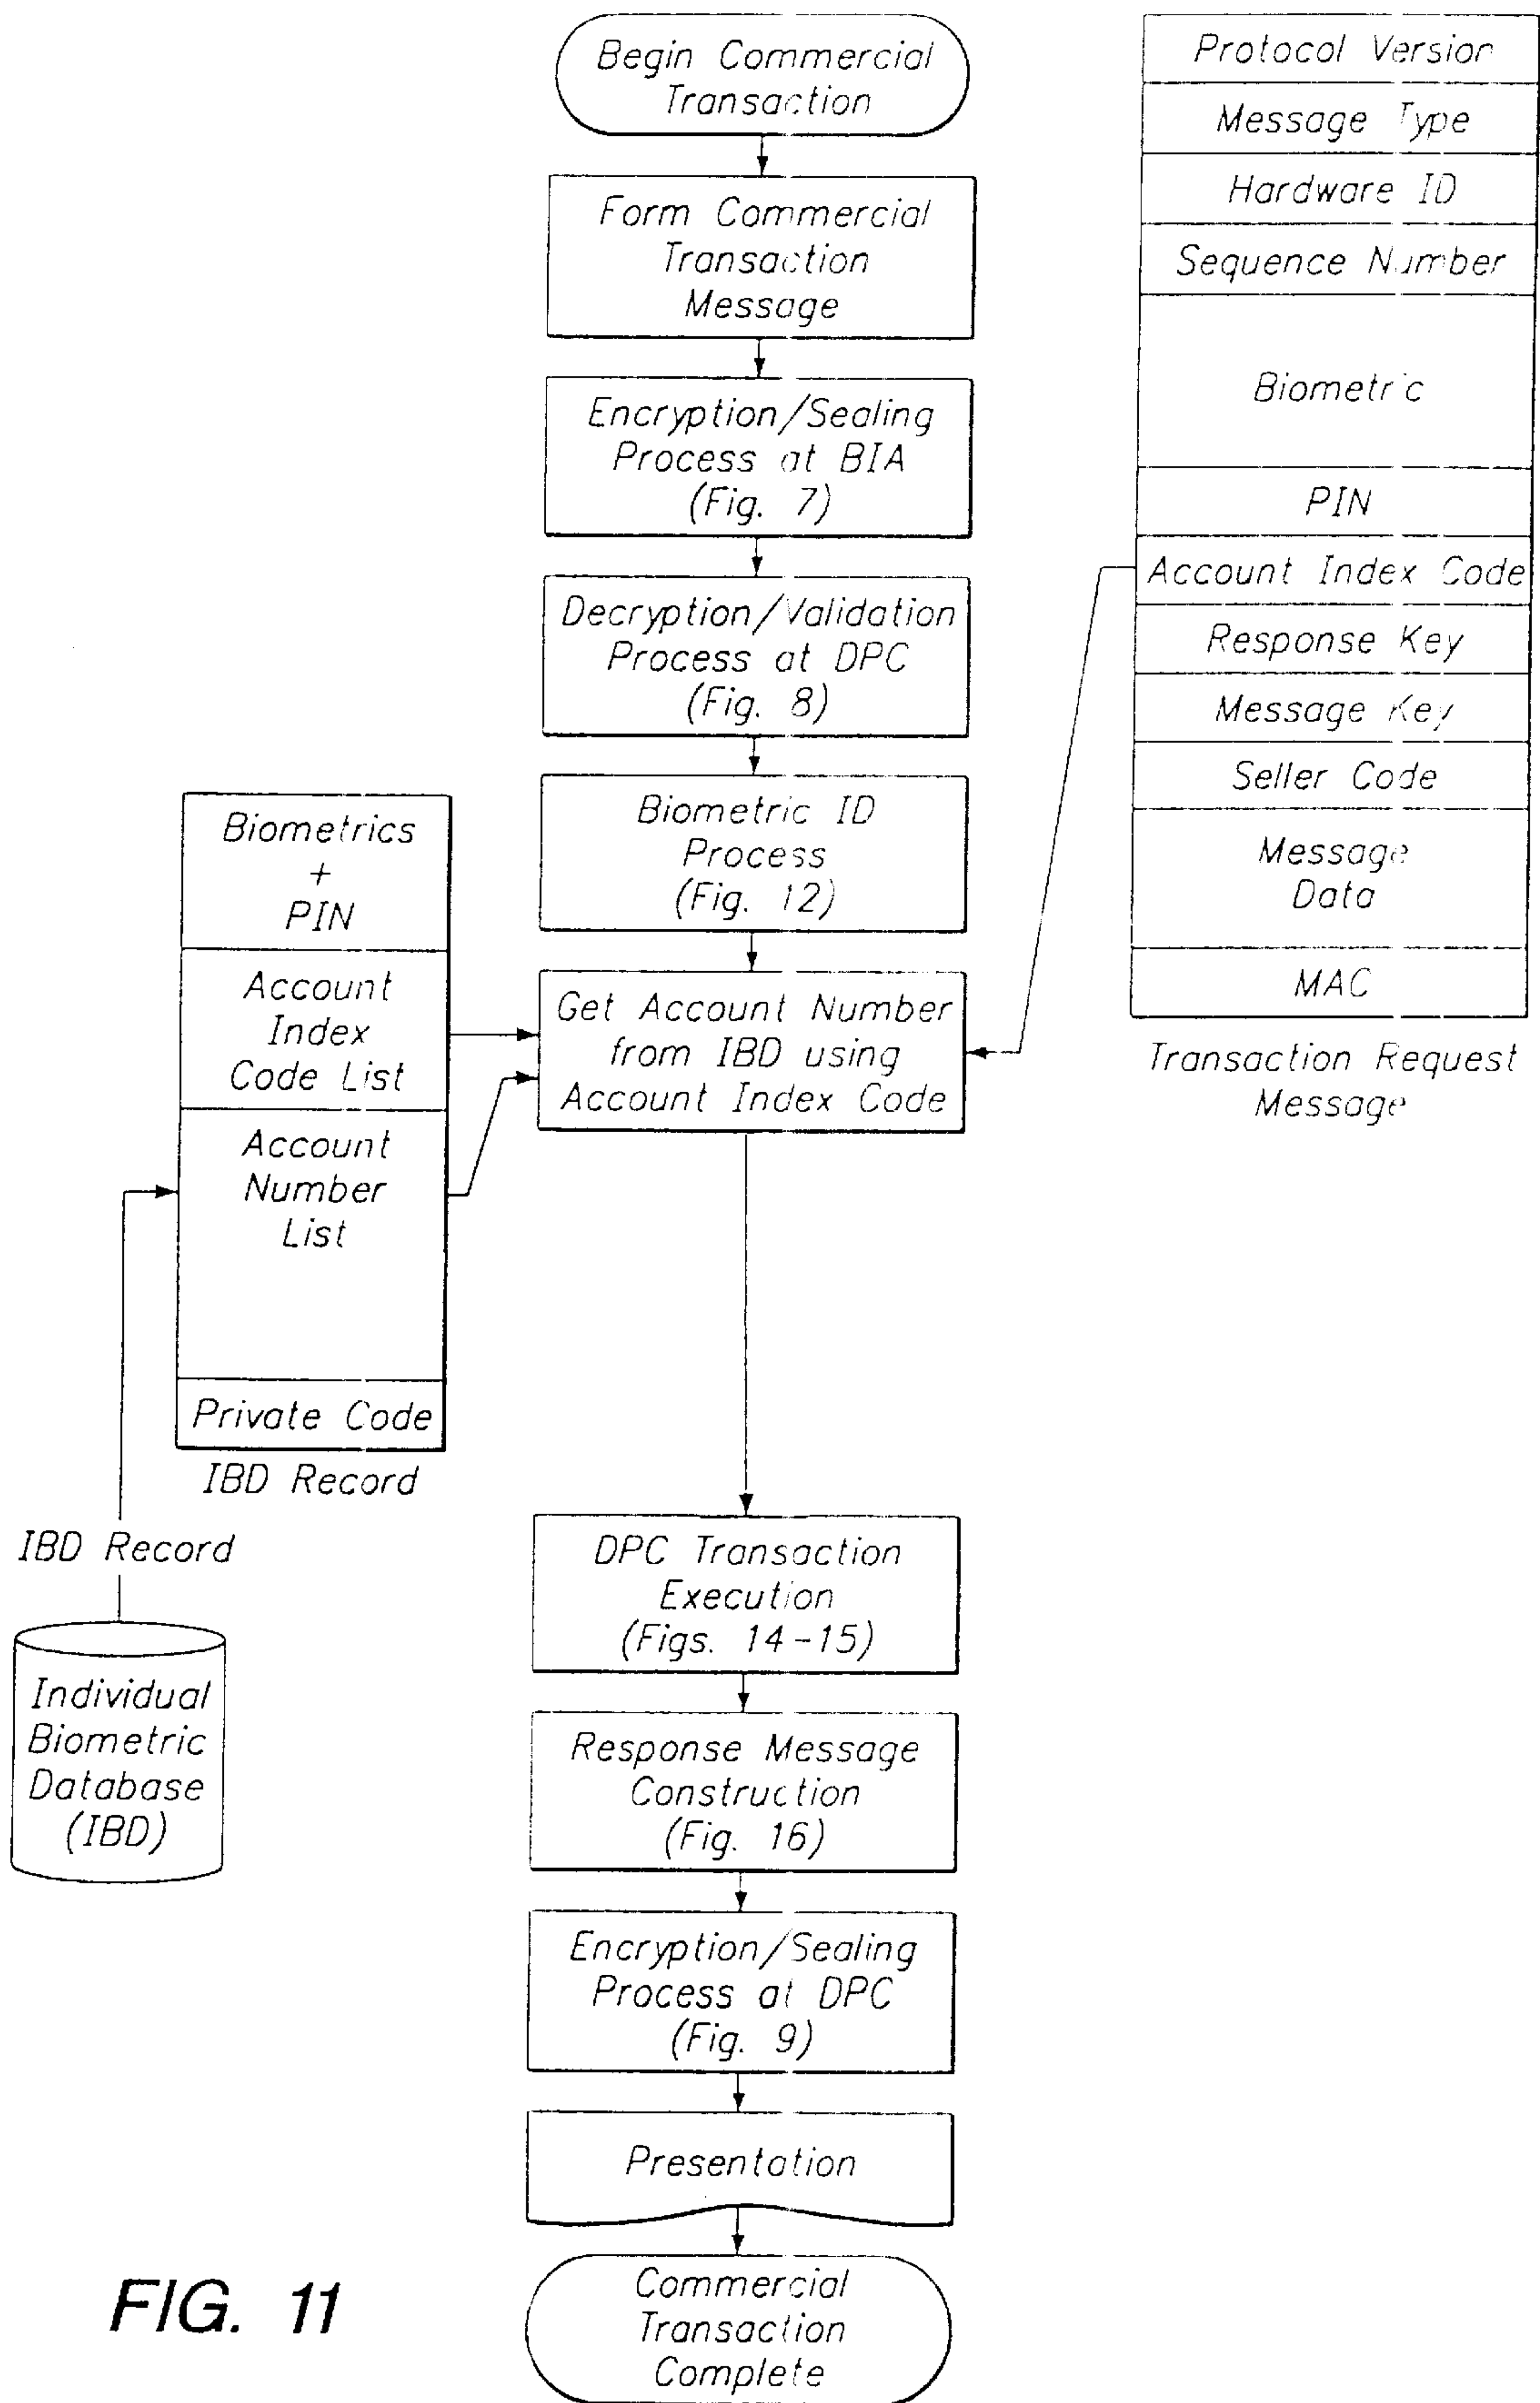 Begin Commercial
Transaction
Form Commercial
Transaction
Message
Encryption/Sealing
Process at BIA
(Fig. 7)
Decryption/Validation
Process at DPC
(Fig. 8)
Biometric ID
Process
(Fig. 12)
Get Account Number
from IBD using
Account Index Code
DPC Transaction
Execution
(Figs. 14-15)
Response Message
Construction
(Fig. 16)
Encryption/Sealing
Process at DPC
(Fig. 9)
Presentation
Commercial
Transaction
Complete
Protocol Version
Message Type
Hardware ID
Sequence Number
Biometric
PIN
Account Index Code
Response Key
Message Key
Seller Code
Message
Data
MAC
Transaction Request
Message
Biometrics
+
PIN
Account
Index
Code List
Account
Number
List
Private Code
IBD Record
IBD Record
Individual
Biometric
Database
(IBD)
FIG. 11